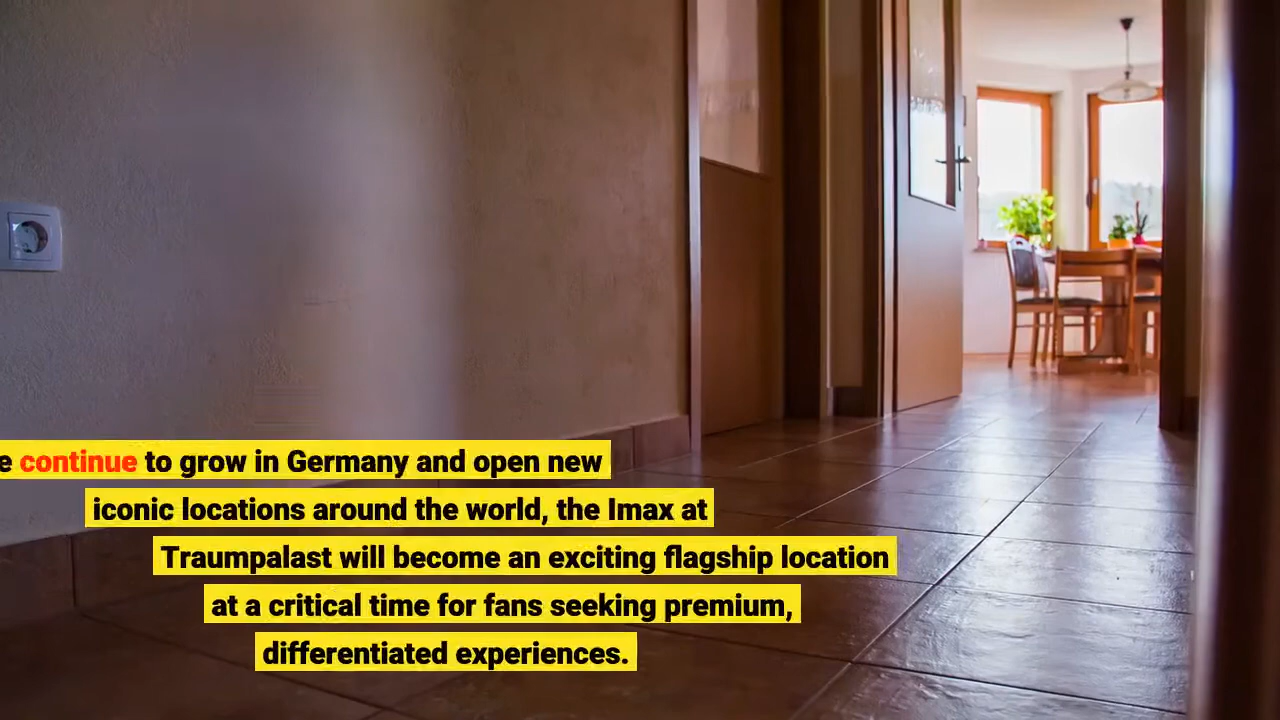 continue to grow in Germany and open new
iconic locations around the world, the Imax at
Traumpalast will become an exciting flagship location
at a critical time for fans seeking premium,
differentiated experiences.